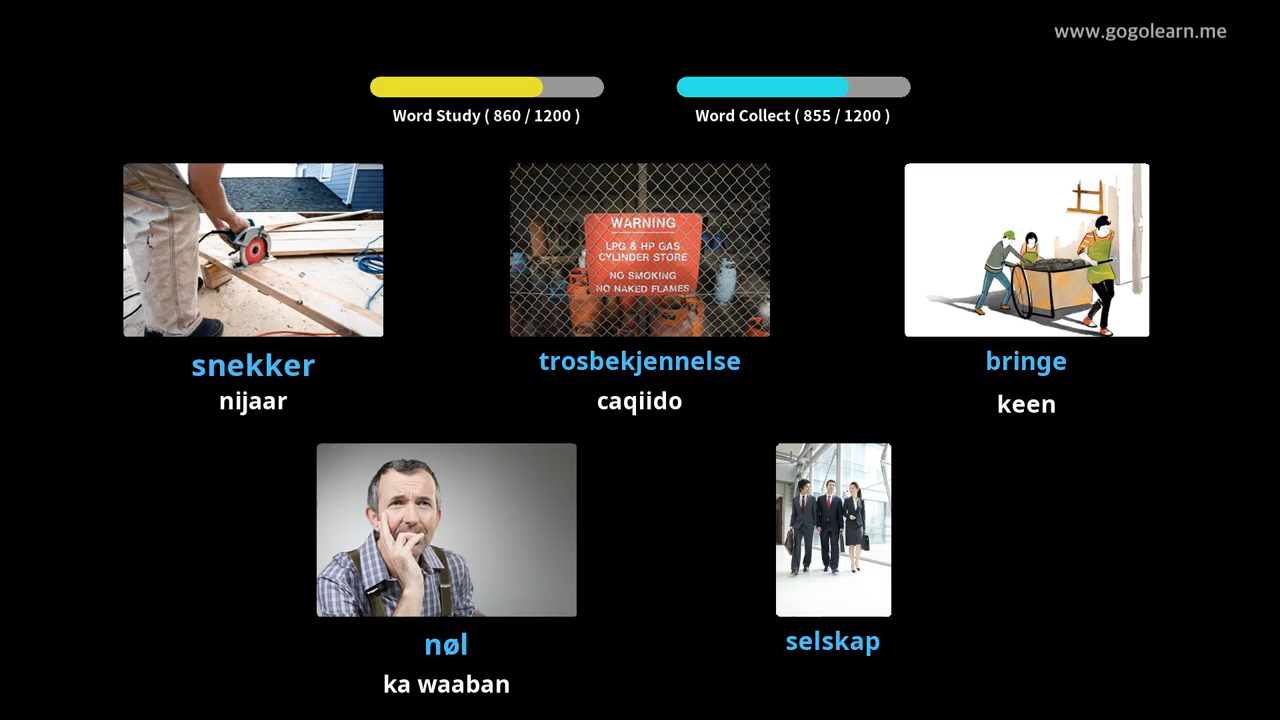 www.gogolearn.me
Word Study ( 860 / 1200 )
Word Collect ( 855 / 1200 )
WARNING
LPG & HP GAS
CYLINDER STORE
NO SMOKING
NO NAKED FLAMES
snekker
trosbekjennelse
bringe
nijaar
caqiido
keen
nøl
selskap
ka waaban